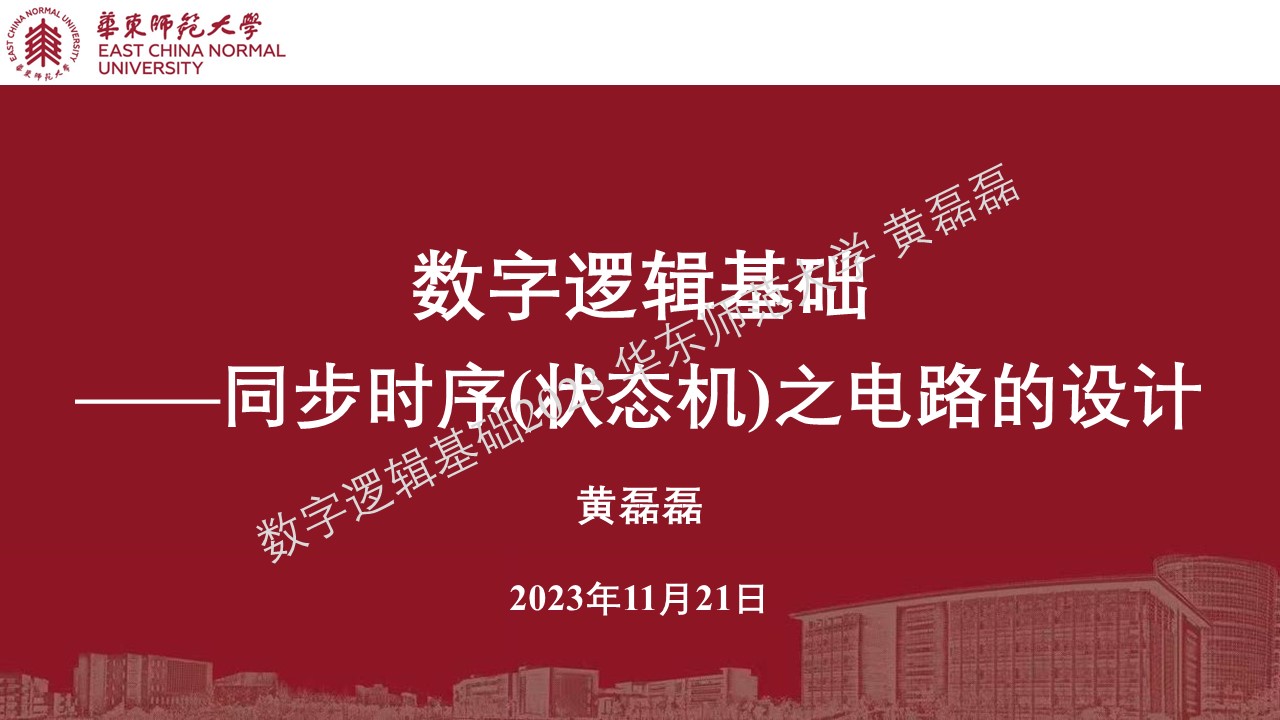 EAST CHINA NORMAL UNIVERSITY
華東師範大學
華東師範大學
EAST CHINA NORMAL
UNIVERSITY
数字逻辑基础
——同步时序(状态机)之电路的设计
数字逻辑基础2023 华东师范大学 黄磊磊
黄磊磊
2023年11月21日